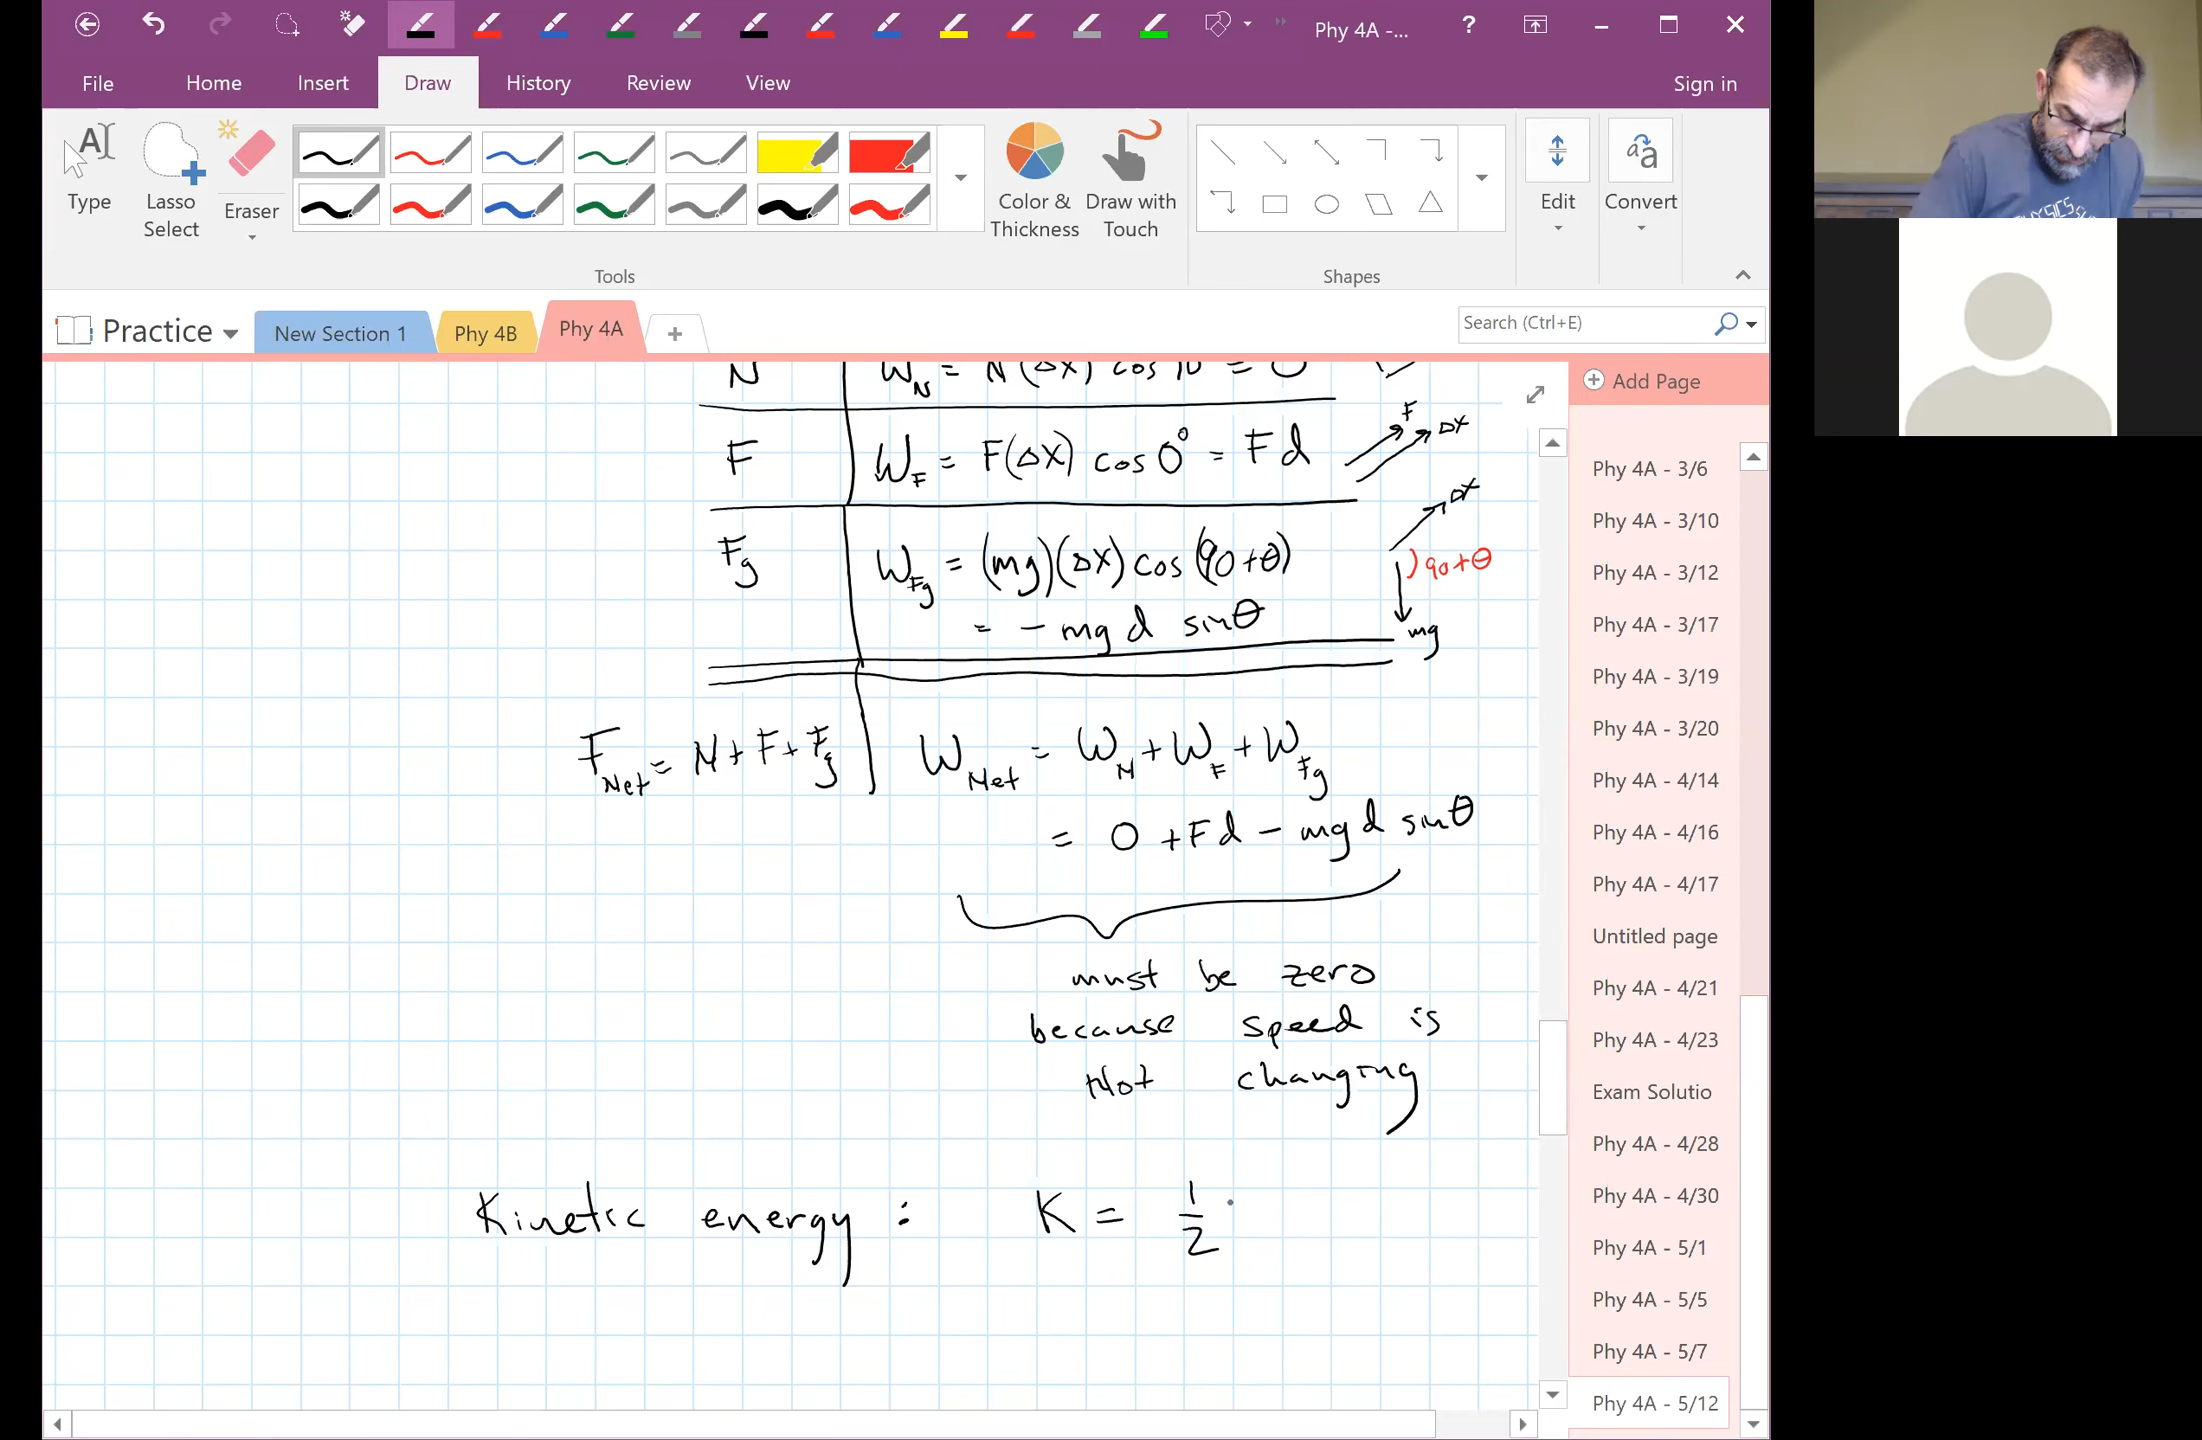 Phy 4A -...
?
File Home Insert Draw History Review View Sign in
Type
Lasso Select
Eraser
Color & Thickness
Draw with Touch
Edit
Convert
Tools
Shapes
Practice New Section 1 Phy 4B Phy 4A +
Search (Ctrl+E)
N W_N = N(Δx) cos 90 = 0
F W_F = F(Δx) cos 0° = Fd
F Δx
F_g W_Fg = (mg)(Δx) cos(90+θ)
= - mg d sinθ
Δx
90+θ
mg
F_Net = N + F + F_g W_Net = W_N + W_F + W_Fg
= 0 + Fd - mg d sinθ
must be zero
because speed is
Not changing
Kinetic energy : K = 1/2
Add Page
Phy 4A - 3/6
Phy 4A - 3/10
Phy 4A - 3/12
Phy 4A - 3/17
Phy 4A - 3/19
Phy 4A - 3/20
Phy 4A - 4/14
Phy 4A - 4/16
Phy 4A - 4/17
Untitled page
Phy 4A - 4/21
Phy 4A - 4/23
Exam Solutio
Phy 4A - 4/28
Phy 4A - 4/30
Phy 4A - 5/1
Phy 4A - 5/5
Phy 4A - 5/7
Phy 4A - 5/12